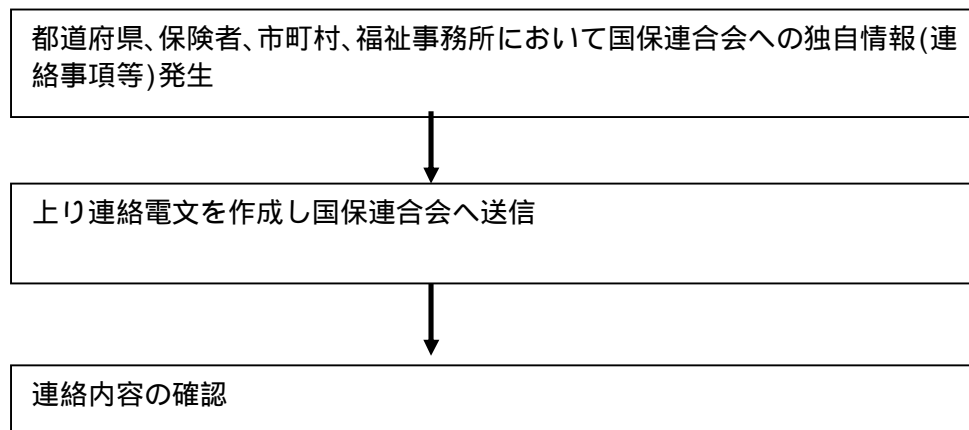 都道府県、保険者、市町村、福祉事務所において国保連合会への独自情報(連
絡事項等)発生
上り連絡電文を作成し国保連合会へ送信
連絡内容の確認